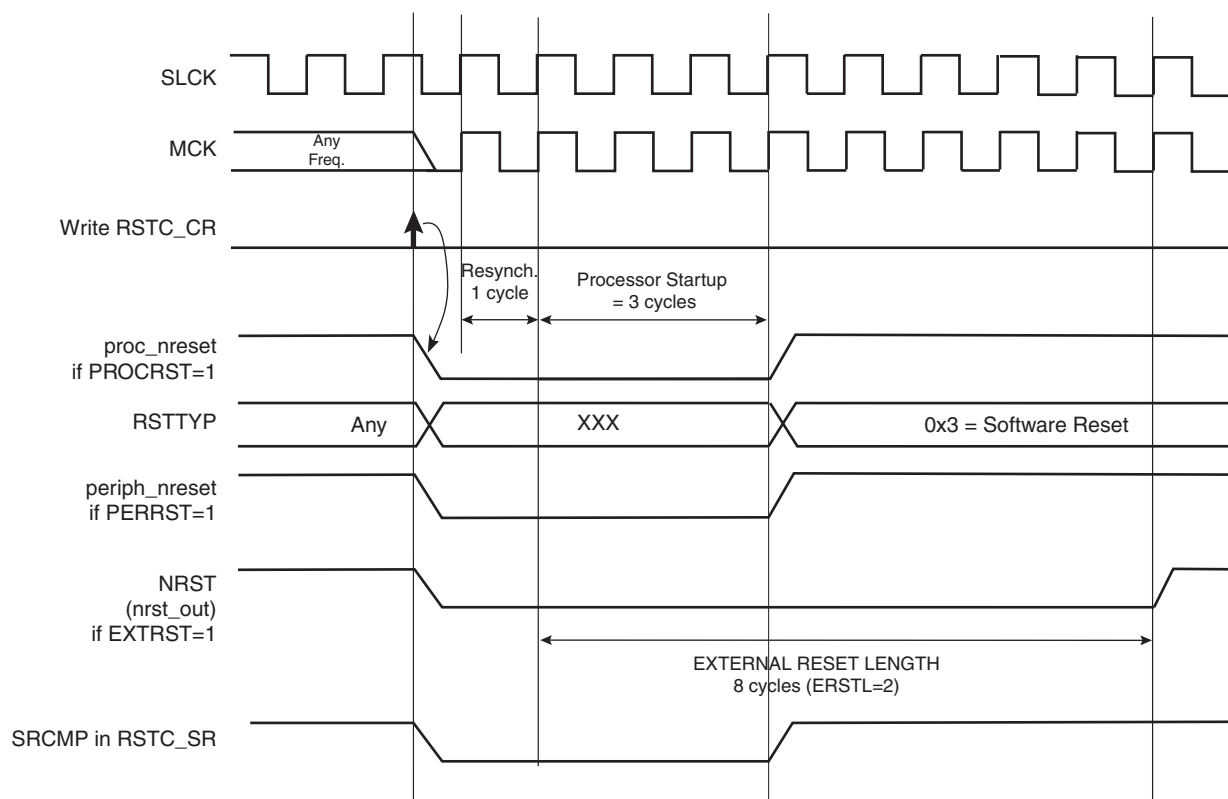 SLCK
MCK
Any
Freq.
Write RSTC_CR
Resynch.
1 cycle
Processor Startup
= 3 cycles
proc_nreset
if PROCRST=1
RSTTYP
Any
XXX
0x3 = Software Reset
periph_nreset
if PERRST=1
NRST
(nrst_out)
if EXTRST=1
EXTERNAL RESET LENGTH
8 cycles (ERSTL=2)
SRCMP in RSTC_SR